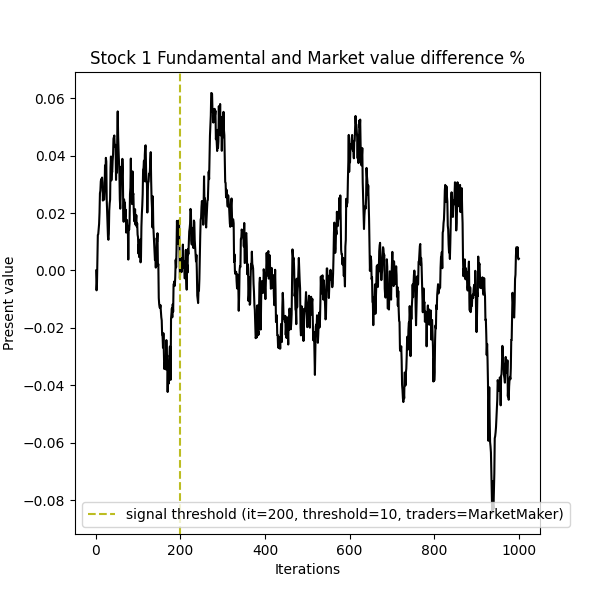 Stock 1 Fundamental and Market value difference %
Present value
0.06
0.04
0.02
0.00
−0.02
−0.04
−0.06
−0.08
signal threshold (it=200, threshold=10, traders=MarketMaker)
0 200 400 600 800 1000
Iterations